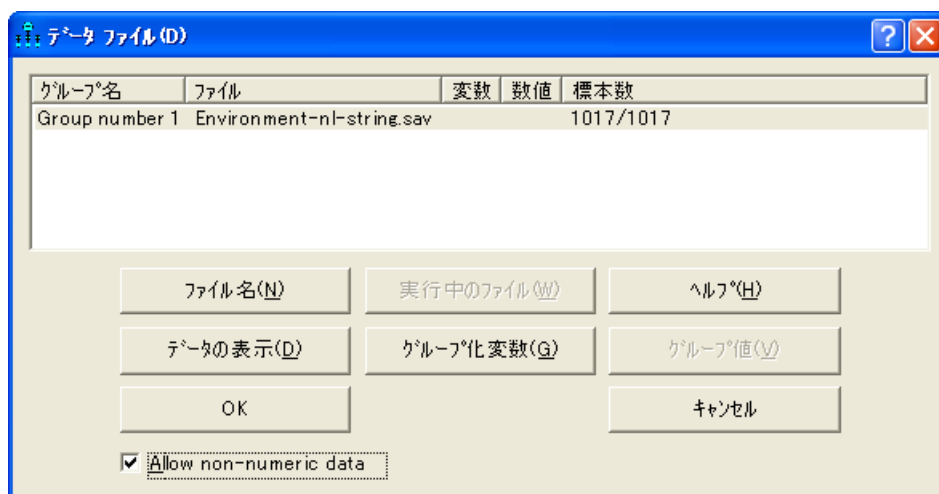 ﾃﾞｰﾀ ﾌｧｲﾙ(D)
ｸﾞﾙｰﾌﾟ名 ﾌｧｲﾙ 変数 数値 標本数
Group number 1 Environment-nl-string.sav 1017/1017
ﾌｧｲﾙ名(N) 実行中のﾌｧｲﾙ(W) ﾍﾙﾌﾟ(H)
ﾃﾞｰﾀの表示(D) ｸﾞﾙｰﾌﾟ化変数(G) ｸﾞﾙｰﾌﾟ値(V)
OK ｷｬﾝｾﾙ
Allow non-numeric data